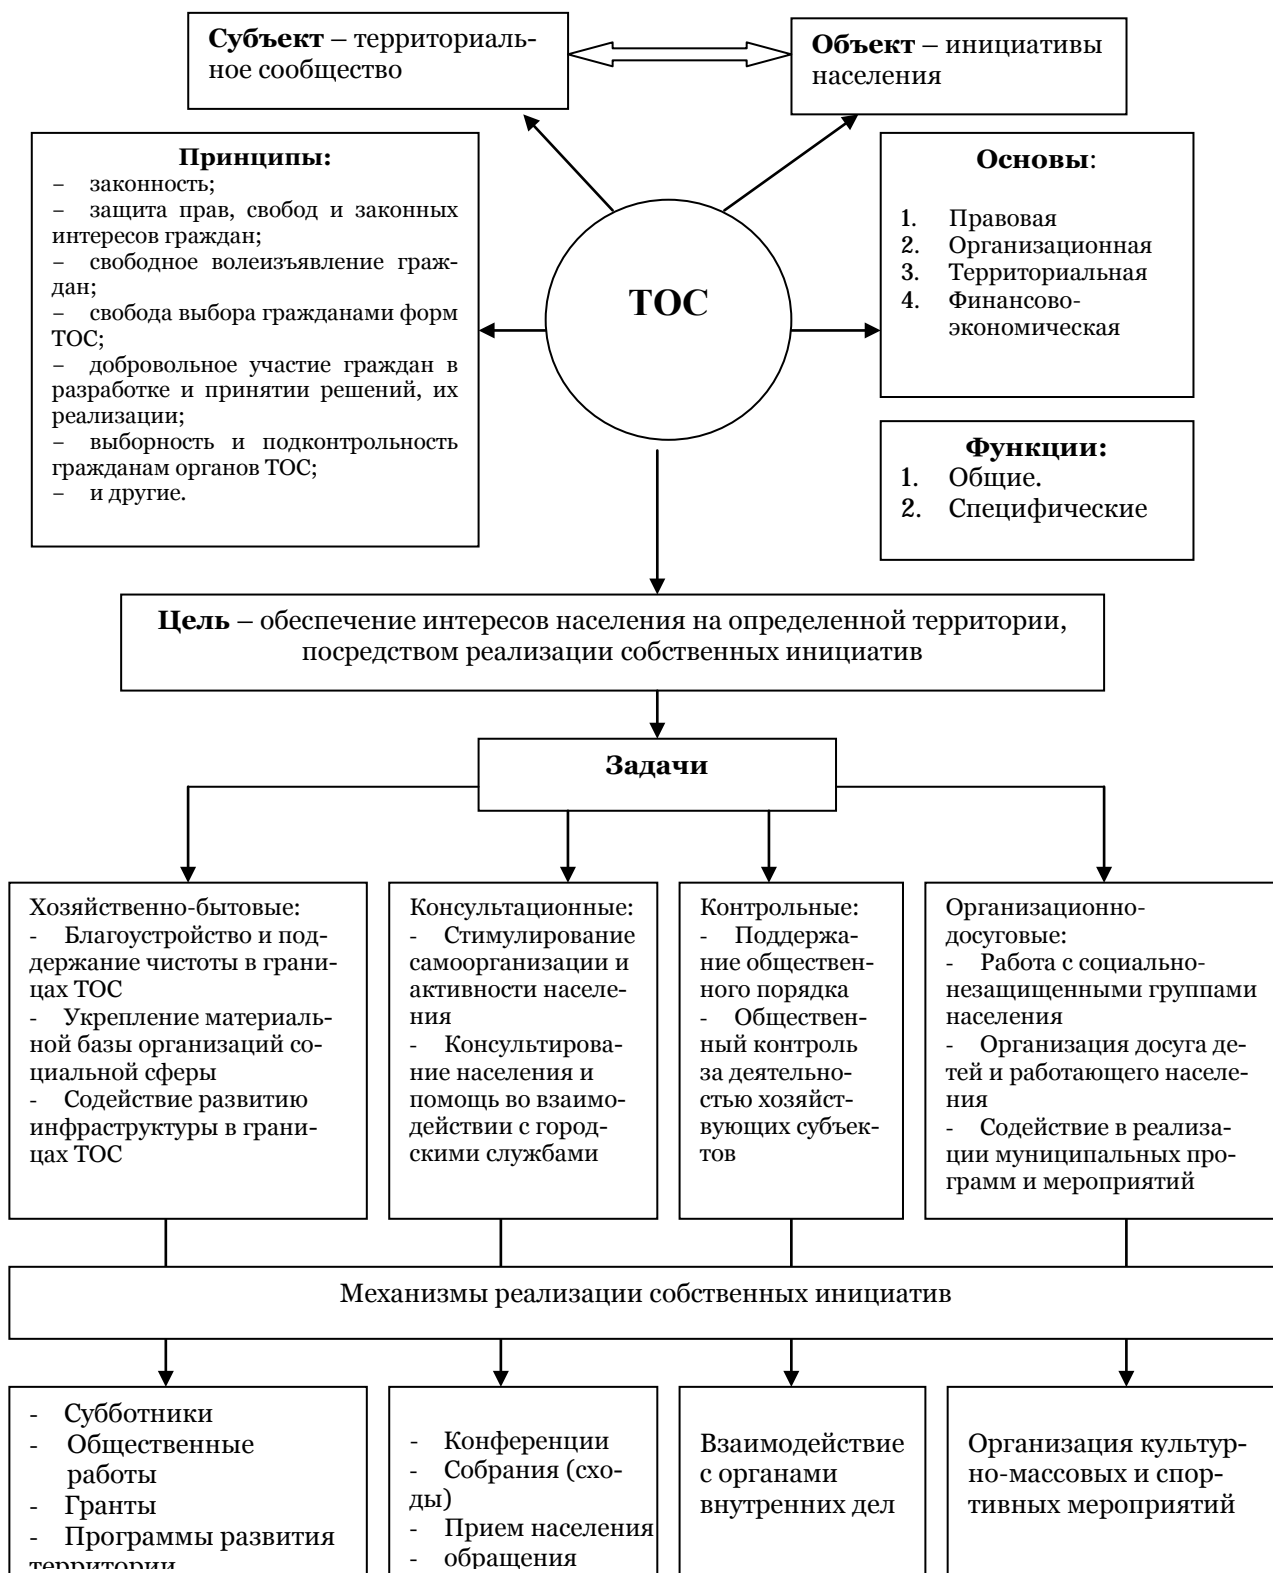 Субъект – территориаль-
ное сообщество
Объект – инициативы
населения
Принципы:
– законность;
– защита прав, свобод и законных
интересов граждан;
– свободное волеизъявление граж-
дан;
– свобода выбора гражданами форм
ТОС;
– добровольное участие граждан в
разработке и принятии решений, их
реализации;
– выборность и подконтрольность
гражданам органов ТОС;
– и другие.
ТОС
Основы:
1. Правовая
2. Организационная
3. Территориальная
4. Финансово-
экономическая
Функции:
1. Общие.
2. Специфические
Цель – обеспечение интересов населения на определенной территории,
посредством реализации собственных инициатив
Задачи
Хозяйственно-бытовые:
- Благоустройство и под-
держание чистоты в грани-
цах ТОС
- Укрепление материаль-
ной базы организаций со-
циальной сферы
- Содействие развитию
инфраструктуры в грани-
цах ТОС
Консультационные:
- Стимулирование
самоорганизации и
активности населе-
ния
- Консультирова-
ние населения и
помощь во взаимо-
действии с город-
скими службами
Контрольные:
- Поддержа-
ние обществен-
ного порядка
- Обществен-
ный контроль
за деятельно-
стью хозяйст-
вующих субъек-
тов
Организационно-
досуговые:
- Работа с социально-
незащищенными группами
населения
- Организация досуга де-
тей и работающего населе-
ния
- Содействие в реализа-
ции муниципальных про-
грамм и мероприятий
Механизмы реализации собственных инициатив
- Субботники
- Общественные
работы
- Гранты
- Программы развития
территории
- Конференции
- Собрания (схо-
ды)
- Прием населения
- обращения
Взаимодействие
с органами
внутренних дел
Организация культур-
но-массовых и спор-
тивных мероприятий